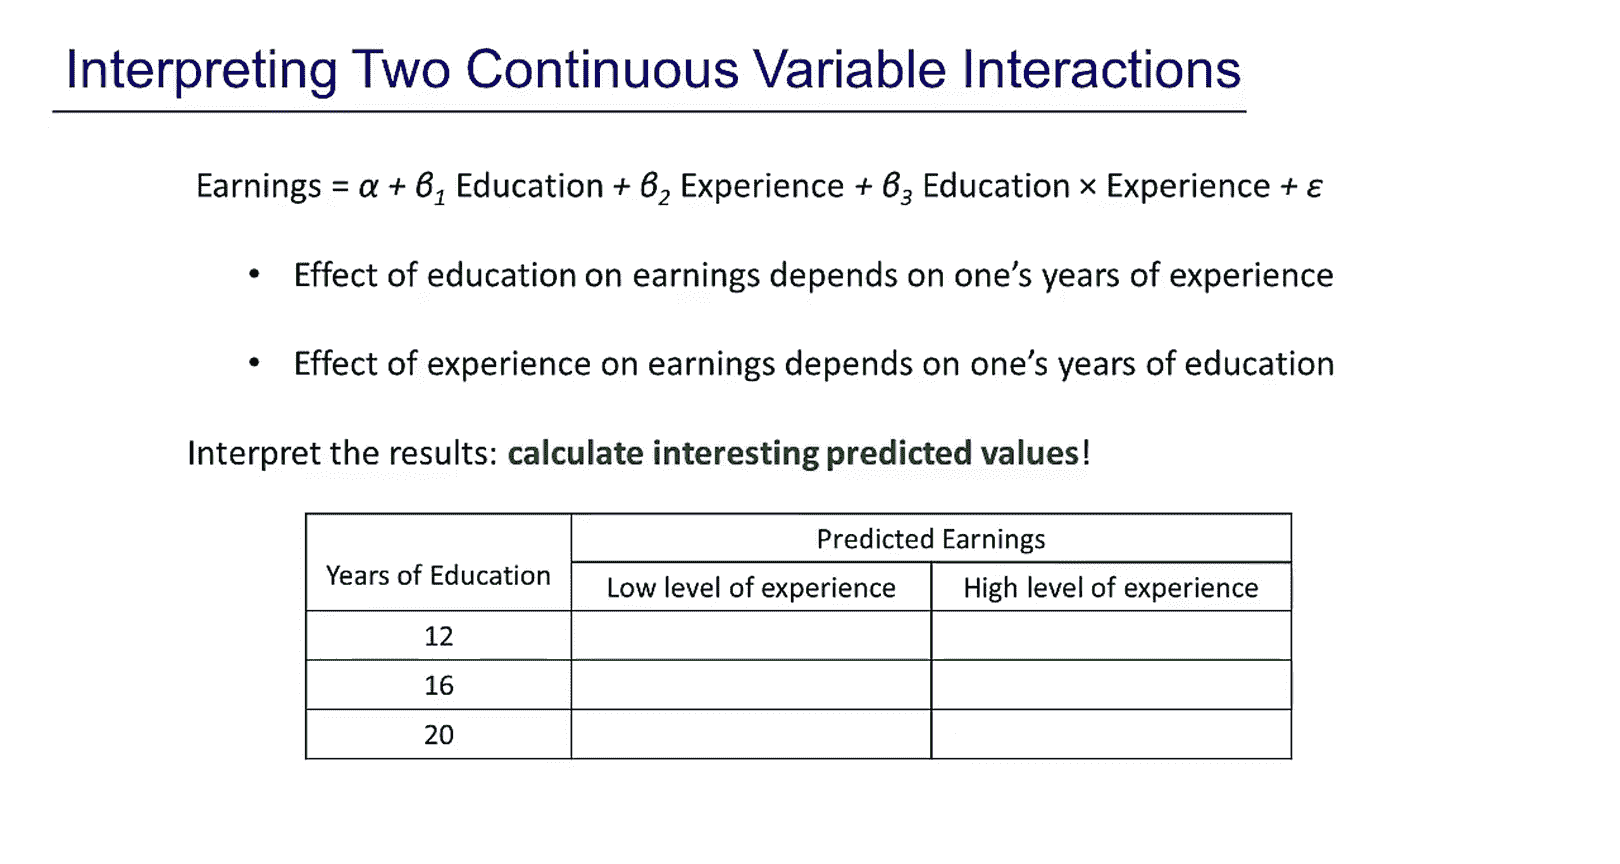 Interpreting Two Continuous Variable Interactions
Earnings = α + β₁ Education + β₂ Experience + β₃ Education × Experience + ε
• Effect of education on earnings depends on one’s years of experience
• Effect of experience on earnings depends on one’s years of education
Interpret the results: calculate interesting predicted values!
Predicted Earnings
Years of Education
Low level of experience
High level of experience
12
16
20